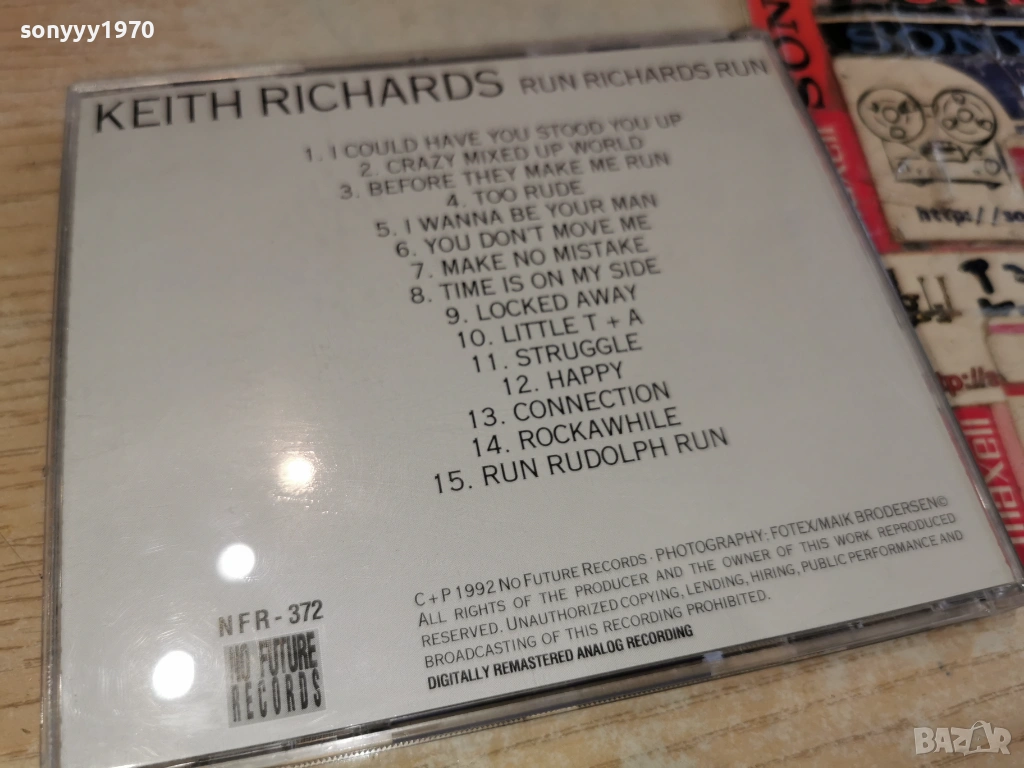 sonyyy1970
KEITH RICHARDS RUN RICHARDS RUN
1. I COULD HAVE YOU STOOD YOU UP
2. CRAZY MIXED UP WORLD
3. BEFORE THEY MAKE ME RUN
4. TOO RUDE
5. I WANNA BE YOUR MAN
6. YOU DON'T MOVE ME
7. MAKE NO MISTAKE
8. TIME IS ON MY SIDE
9. LOCKED AWAY
10. LITTLE T + A
11. STRUGGLE
12. HAPPY
13. CONNECTION
14. ROCKAWHILE
15. RUN RUDOLPH RUN
C + P 1992 NO FUTURE RECORDS · PHOTOGRAPHY: FOTEX/MAIK BRODERSEN©
ALL RIGHTS OF THE PRODUCER AND THE OWNER OF THIS WORK REPRODUCED
RESERVED. UNAUTHORIZED COPYING, LENDING, HIRING, PUBLIC PERFORMANCE AND
BROADCASTING OF THIS RECORDING PROHIBITED.
DIGITALLY REMASTERED ANALOG RECORDING
NFR - 372
NO FUTURE
RECORDS
SONY
http://so
maxell
BAZAR